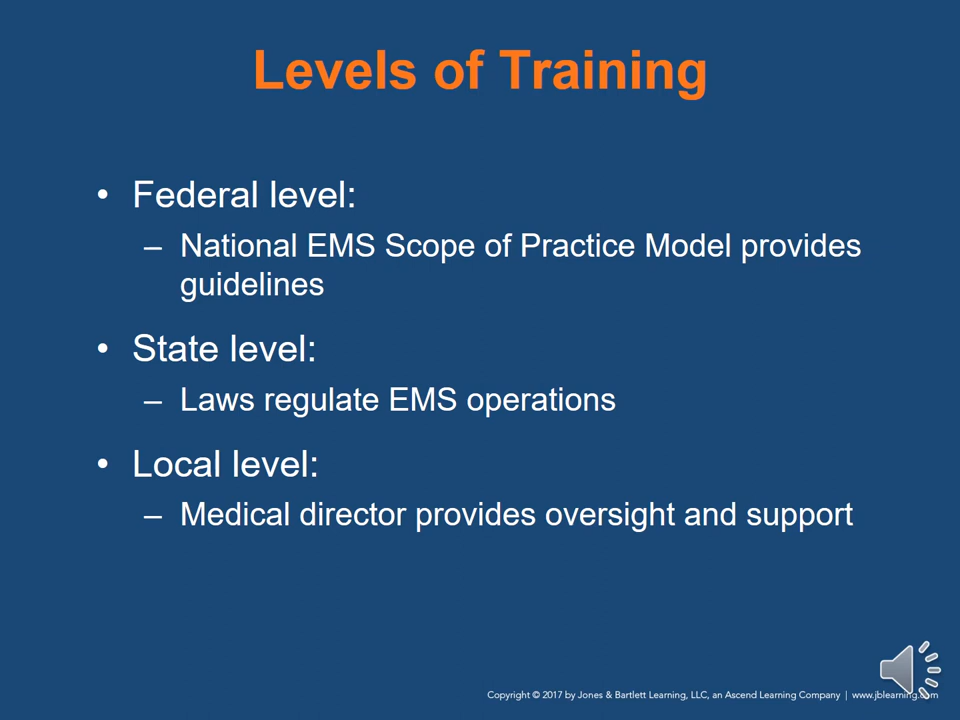 Levels of Training
• Federal level:
– National EMS Scope of Practice Model provides
guidelines
• State level:
– Laws regulate EMS operations
• Local level:
– Medical director provides oversight and support
Copyright © 2017 by Jones & Bartlett Learning, LLC, an Ascend Learning Company | www.jblearning.com